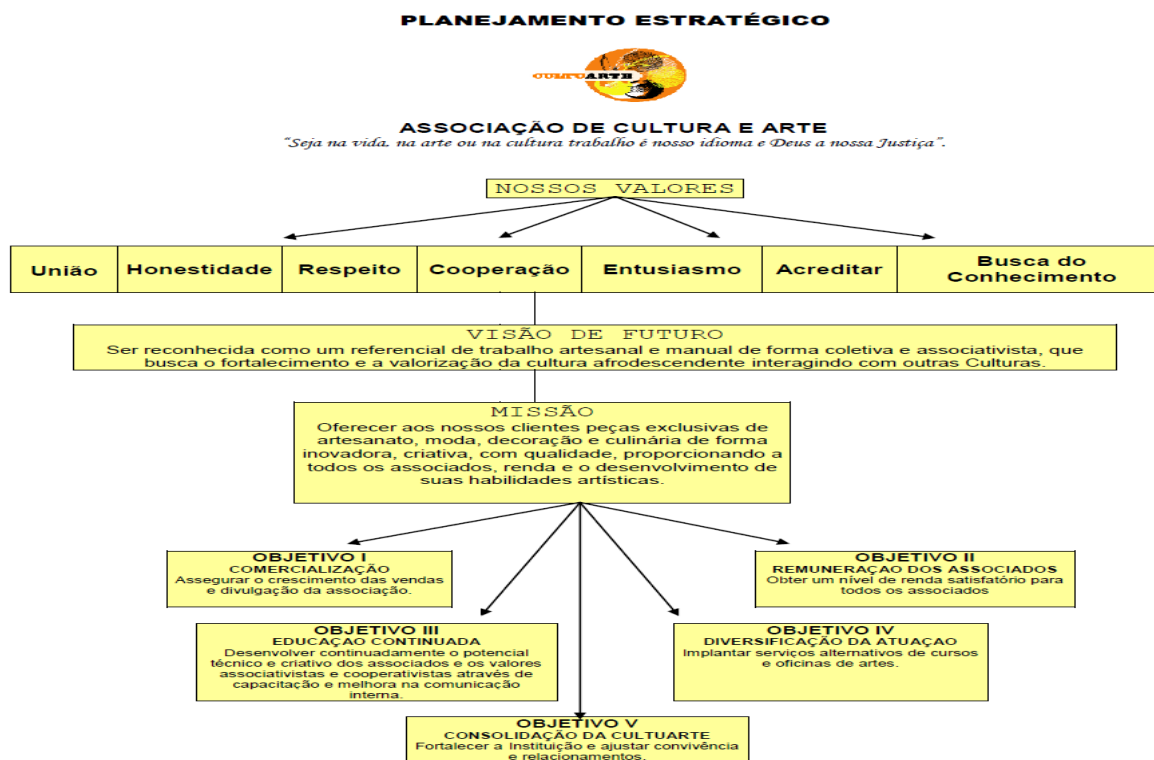 PLANEJAMENTO ESTRATÉGICO
CULTUARTE
ASSOCIAÇÃO DE CULTURA E ARTE
"Seja na vida, na arte ou na cultura trabalho é nosso idioma e Deus a nossa Justiça".
NOSSOS VALORES
União
Honestidade
Respeito
Cooperação
Entusiasmo
Acreditar
Busca do
Conhecimento
VISÃO DE FUTURO
Ser reconhecida como um referencial de trabalho artesanal e manual de forma coletiva e associativista, que
busca o fortalecimento e a valorização da cultura afrodescendente interagindo com outras Culturas.
MISSÃO
Oferecer aos nossos clientes peças exclusivas de
artesanato, moda, decoração e culinária de forma
inovadora, criativa, com qualidade, proporcionando a
todos os associados, renda e o desenvolvimento de
suas habilidades artísticas.
OBJETIVO I
COMERCIALIZAÇÃO
Assegurar o crescimento das vendas
e divulgação da associação.
OBJETIVO II
REMUNERAÇAO DOS ASSOCIADOS
Obter um nível de renda satisfatório para
todos os associados
OBJETIVO III
EDUCAÇÃO CONTINUADA
Desenvolver continuadamente o potencial
técnico e criativo dos associados e os valores
associativistas e cooperativistas através de
capacitação e melhora na comunicação
interna.
OBJETIVO IV
DIVERSIFICAÇÃO DA ATUAÇAO
Implantar serviços alternativos de cursos
e oficinas de artes.
OBJETIVO V
CONSOLIDAÇÃO DA CULTUARTE
Fortalecer a Instituição e ajustar convivência
e relacionamentos.